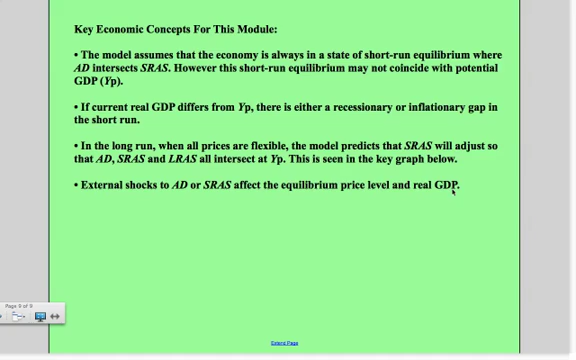 Key Economic Concepts For This Module:
• The model assumes that the economy is always in a state of short-run equilibrium where
AD intersects SRAS. However this short-run equilibrium may not coincide with potential
GDP (Yp).
• If current real GDP differs from Yp, there is either a recessionary or inflationary gap in
the short run.
• In the long run, when all prices are flexible, the model predicts that SRAS will adjust so
that AD, SRAS and LRAS all intersect at Yp. This is seen in the key graph below.
• External shocks to AD or SRAS affect the equilibrium price level and real GDP.
Page 9 of 9
Extend Page